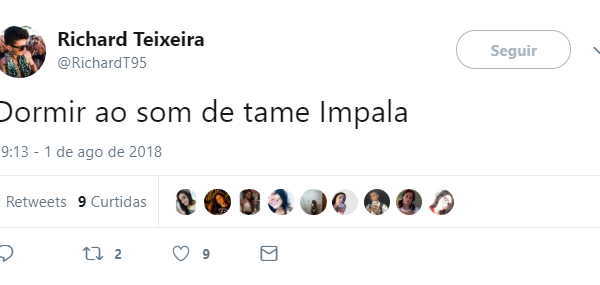 Richard Teixeira
@RichardT95
Seguir
Dormir ao som de tame Impala
9:13 - 1 de ago de 2018
Retweets 9 Curtidas
2 9